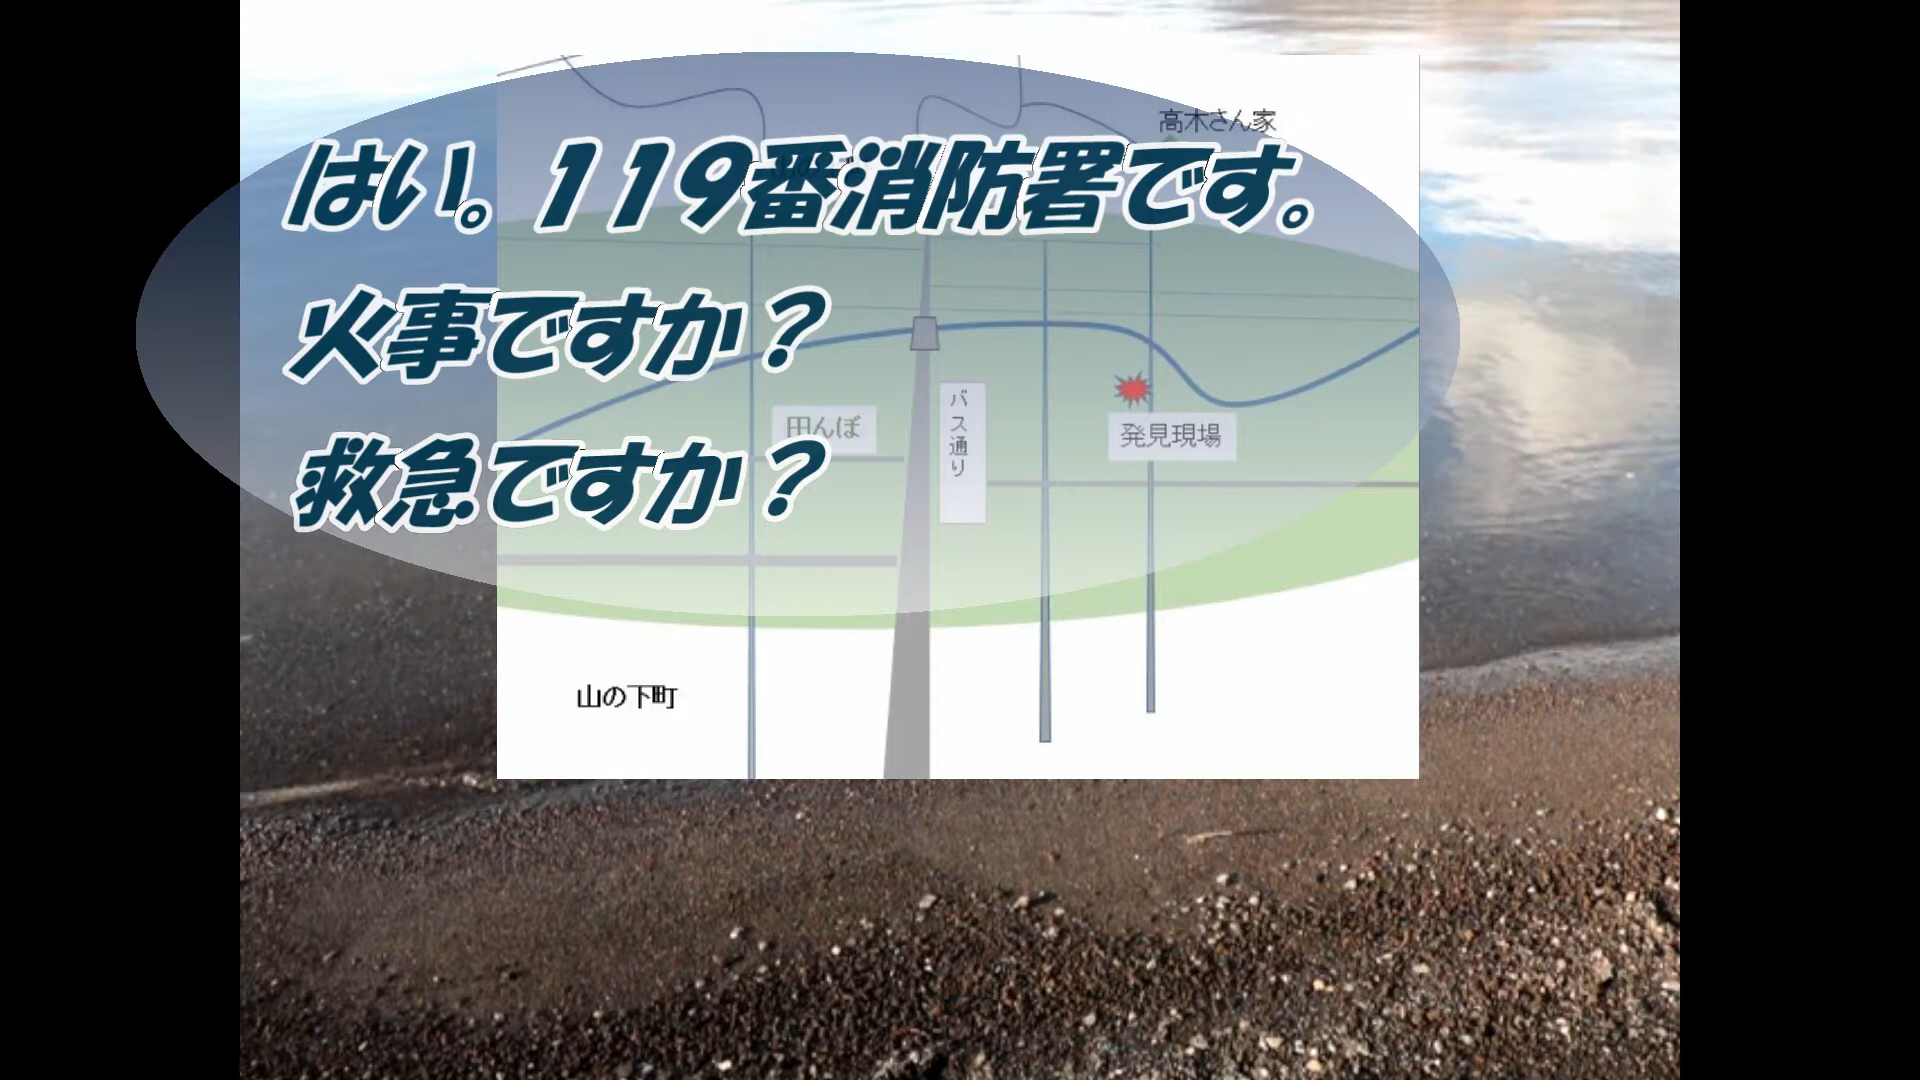 高木さん家
はい。119番消防署です。
火事ですか？
救急ですか？
田んぼ
バス通り
発見現場
山の下町